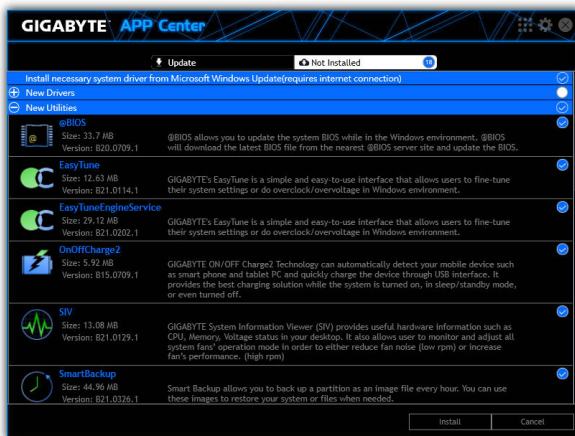 GIGABYTE APP Center
Update
Not Installed
18
Install necessary system driver from Microsoft Windows Update(requires internet connection)
New Drivers
New Utilities
@BIOS
Size: 33.7 MB
Version: B20.0709.1
@BIOS allows you to update the system BIOS while in the Windows environment. @BIOS
will download the latest BIOS file from the nearest @BIOS server site and update the BIOS.
EasyTune
Size: 12.63 MB
Version: B21.0114.1
GIGABYTE's EasyTune is a simple and easy-to-use interface that allows users to fine-tune
their system settings or do overclock/overvoltage in Windows environment.
EasyTuneEngineService
Size: 29.12 MB
Version: B21.0202.1
GIGABYTE's EasyTune is a simple and easy-to-use interface that allows users to fine-tune
their system settings or do overclock/overvoltage in Windows environment.
OnOffCharge2
Size: 5.92 MB
Version: B15.0709.1
GIGABYTE ON/OFF Charge2 Technology can automatically detect your mobile device such
as smart phone and tablet PC and quickly charge the device through USB interface. It
provides the best charging solution while the system is turned on, in sleep/standby mode,
or even turned off.
SIV
Size: 13.08 MB
Version: B21.0129.1
GIGABYTE System Information Viewer (SIV) provides useful hardware information such as
CPU, Memory, Voltage status in your desktop. It also allows user to monitor and adjust all
system fans' operation mode in order to either reduce fan noise (low rpm) or increase
fan's performance. (high rpm)
SmartBackup
Size: 44.96 MB
Version: B21.0326.1
Smart Backup allows you to back up a partition as an image file every hour. You can use
these images to restore your system or files when needed.
Install
Cancel